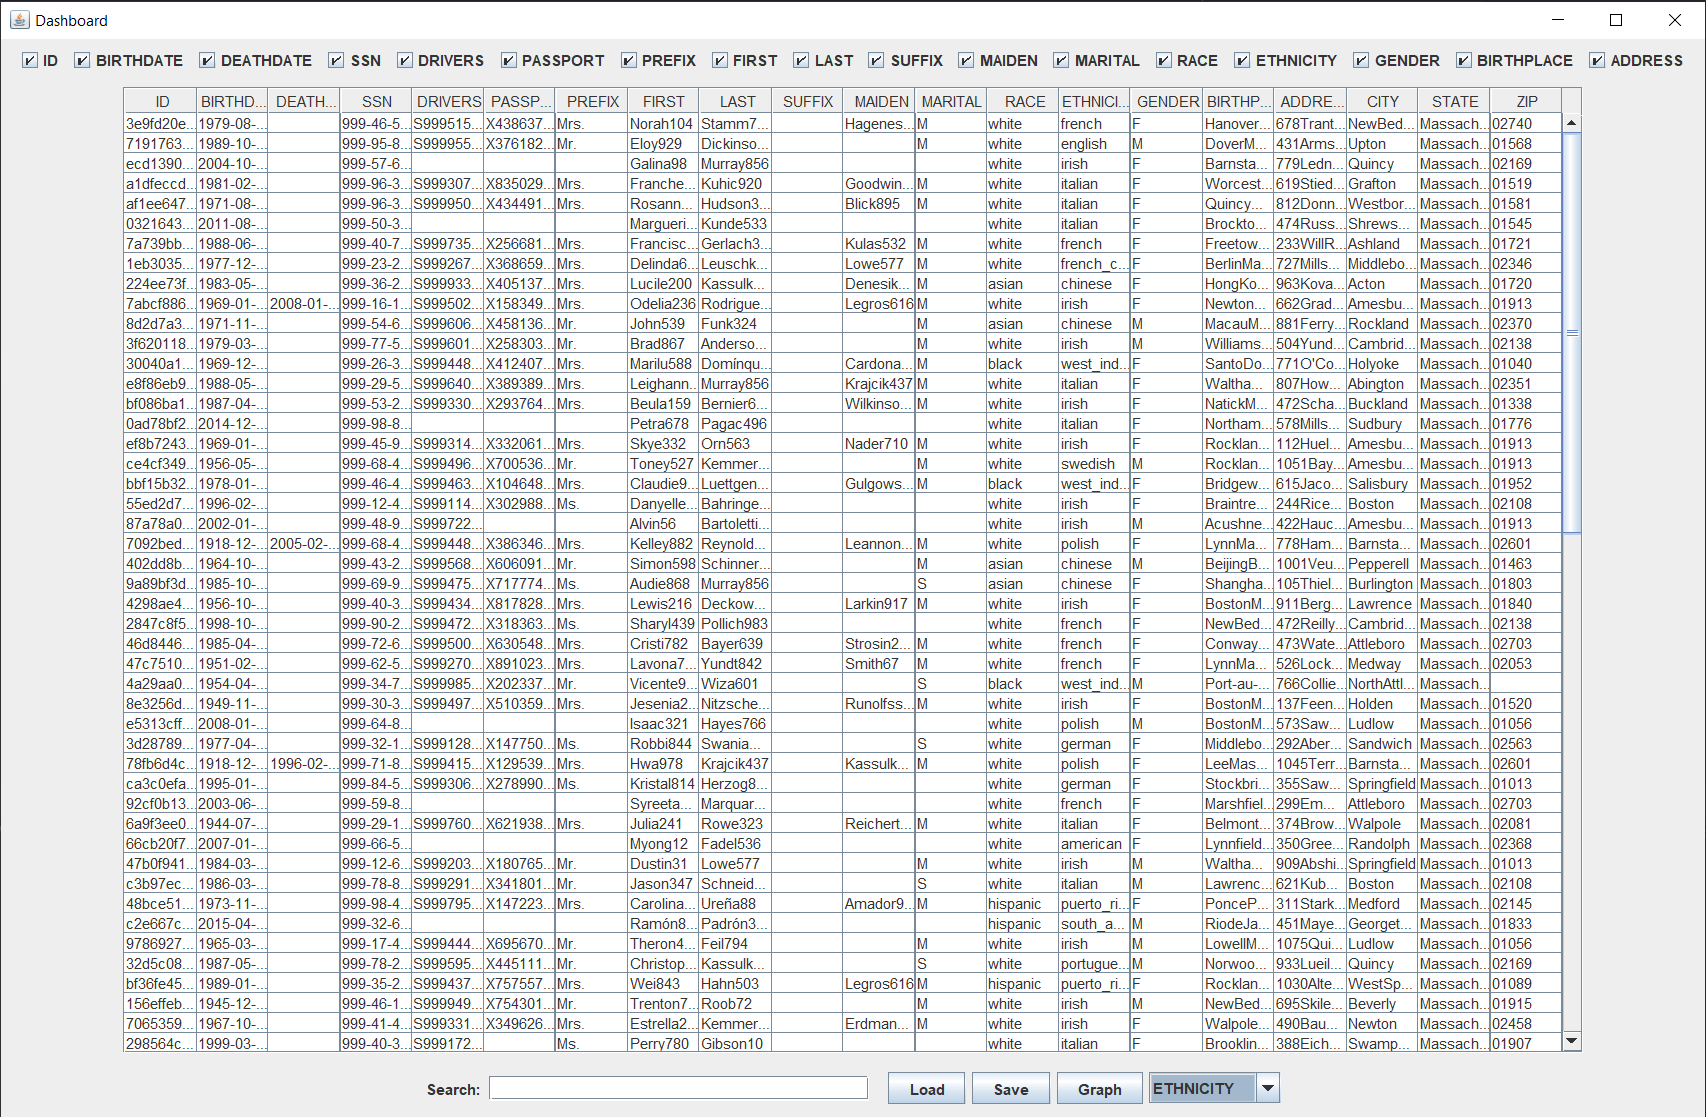 Dashboard
ID BIRTHDATE DEATHDATE SSN DRIVERS PASSPORT PREFIX FIRST LAST SUFFIX MAIDEN MARITAL RACE ETHNICITY GENDER BIRTHPLACE ADDRESS
ID BIRTHD... DEATH... SSN DRIVERS PASSP... PREFIX FIRST LAST SUFFIX MAIDEN MARITAL RACE ETHNICI... GENDER BIRTHP... ADDRE... CITY STATE ZIP
3e9fd20e... 1979-08-... 999-46-5... S999515... X438637... Mrs. Norah104 Stamm7... Hagenes... M white french F Hanover... 678Trant... NewBed... Massach... 02740
7191763... 1989-10-... 999-95-8... S999955... X376182... Mr. Eloy929 Dickinso... M white english M DoverM... 431Arms... Upton Massach... 01568
ecd1390... 2004-10-... 999-57-6... Galina98 Murray856 white irish F Barnsta... 779Ledn... Quincy Massach... 02169
a1dfeccd... 1981-02-... 999-96-3... S999307... X835029... Mrs. Franche... Kuhic920 Goodwin... M white italian F Worcest... 619Stied... Grafton Massach... 01519
af1ee647... 1971-08-... 999-96-3... S999950... X434491... Mrs. Rosann... Hudson3... Blick895 M white italian F Quincy... 812Donn... Westbor... Massach... 01581
0321643... 2011-08-... 999-50-3... Margueri... Kunde533 white italian F Brockto... 474Russ... Shrews... Massach... 01545
7a739bb... 1988-06-... 999-40-7... S999735... X256681... Mrs. Francisc... Gerlach3... Kulas532 M white french F Freetow... 233WillR... Ashland Massach... 01721
1eb3035... 1977-12-... 999-23-2... S999267... X368659... Mrs. Delinda6... Leuschk... Lowe577 M white french_c... F BerlinMa... 727Mills... Middlebo... Massach... 02346
224ee73f... 1983-05-... 999-36-2... S999933... X405137... Mrs. Lucile200 Kassulk... Denesik... M asian chinese F HongKo... 963Kova... Acton Massach... 01720
7abcf886... 1969-01-... 2008-01-... 999-16-1... S999502... X158349... Mrs. Odelia236 Rodrigue... Legros616 M white irish F Newton... 662Grad... Amesbu... Massach... 01913
8d2d7a3... 1971-11-... 999-54-6... S999606... X458136... Mr. John539 Funk324 M asian chinese M MacauM... 881Ferry... Rockland Massach... 02370
3f620118... 1979-03-... 999-77-5... S999601... X258303... Mr. Brad867 Anderso... M white irish M Williams... 504Yund... Cambrid... Massach... 02138
30040a1... 1969-12-... 999-26-3... S999448... X412407... Mrs. Marilu588 Domínqu... Cardona... M black west_ind... F SantoDo... 771O'Co... Holyoke Massach... 01040
e8f86eb9... 1988-05-... 999-29-5... S999640... X389389... Mrs. Leighann... Murray856 Krajcik437 M white italian F Waltha... 807How... Abington Massach... 02351
bf086ba1... 1987-04-... 999-53-2... S999330... X293764... Mrs. Beula159 Bernier6... Wilkinso... M white irish F NatickM... 472Scha... Buckland Massach... 01338
0ad78bf2... 2014-12-... 999-98-8... Petra678 Pagac496 white italian F Northam... 578Mills... Sudbury Massach... 01776
ef8b7243... 1969-01-... 999-45-9... S999314... X332061... Mrs. Skye332 Orn563 Nader710 M white irish F Rocklan... 112Huel... Amesbu... Massach... 01913
ce4cf349... 1956-05-... 999-68-4... S999496... X700536... Mr. Toney527 Kemmer... M white swedish M Rocklan... 1051Bay... Amesbu... Massach... 01913
bbf15b32... 1978-01-... 999-46-4... S999463... X104648... Mrs. Claudie9... Luettgen... Gulgows... M black west_ind... F Bridgew... 615Jaco... Salisbury Massach... 01952
55ed2d7... 1996-02-... 999-12-4... S999114... X302988... Ms. Danyelle... Bahringe... white irish F Braintre... 244Rice... Boston Massach... 02108
87a78a0... 2002-01-... 999-48-9... S999722... Alvin56 Bartoletti... white irish M Acushne... 422Hauc... Amesbu... Massach... 01913
7092bed... 1918-12-... 2005-02-... 999-68-4... S999448... X386346... Mrs. Kelley882 Reynold... Leannon... M white polish F LynnMa... 778Ham... Barnsta... Massach... 02601
402dd8b... 1964-10-... 999-43-2... S999568... X606091... Mr. Simon598 Schinner... M asian chinese M BeijingB... 1001Veu... Pepperell Massach... 01463
9a89bf3d... 1985-10-... 999-69-9... S999475... X717774... Ms. Audie868 Murray856 S asian chinese F Shangha... 105Thiel... Burlington Massach... 01803
4298ae4... 1956-10-... 999-40-3... S999434... X817828... Mrs. Lewis216 Deckow... Larkin917 M white irish F BostonM... 911Berg... Lawrence Massach... 01840
2847c8f5... 1998-10-... 999-90-2... S999472... X318363... Ms. Sharyl439 Pollich983 white french F NewBed... 472Reilly... Cambrid... Massach... 02138
46d8446... 1985-04-... 999-72-6... S999500... X630548... Mrs. Cristi782 Bayer639 Strosin2... M white french F Conway... 473Wate... Attleboro Massach... 02703
47c7510... 1951-02-... 999-62-5... S999270... X891023... Mrs. Lavona7... Yundt842 Smith67 M white french F LynnMa... 526Lock... Medway Massach... 02053
4a29aa0... 1954-04-... 999-34-7... S999985... X202337... Mr. Vicente9... Wiza601 S black west_ind... M Port-au-... 766Collie... NorthAttl... Massach...
8e3256d... 1949-11-... 999-30-3... S999497... X510359... Mrs. Jesenia2... Nitzsche... Runolfss... M white irish F BostonM... 137Feen... Holden Massach... 01520
e5313cff... 2008-01-... 999-64-8... Isaac321 Hayes766 white polish M BostonM... 573Saw... Ludlow Massach... 01056
3d28789... 1977-04-... 999-32-1... S999128... X147750... Ms. Robbi844 Swania... S white german F Middlebo... 292Aber... Sandwich Massach... 02563
78fb6d4c... 1918-12-... 1996-02-... 999-71-8... S999415... X129539... Mrs. Hwa978 Krajcik437 Kassulk... M white polish F LeeMas... 1045Terr... Barnsta... Massach... 02601
ca3c0efa... 1995-01-... 999-84-5... S999306... X278990... Ms. Kristal814 Herzog8... white german F Stockbri... 355Saw... Springfield Massach... 01013
92cf0b13... 2003-06-... 999-59-8... Syreeta... Marquar... white french F Marshfiel... 299Em... Attleboro Massach... 02703
6a9f3ee0... 1944-07-... 999-29-1... S999760... X621938... Mrs. Julia241 Rowe323 Reichert... M white italian F Belmont... 374Brow... Walpole Massach... 02081
66cb20f7... 2007-01-... 999-66-5... Myong12 Fadel536 white american F Lynnfield... 350Gree... Randolph Massach... 02368
47b0f941... 1984-03-... 999-12-6... S999203... X180765... Mr. Dustin31 Lowe577 M white irish M Waltha... 909Abshi... Springfield Massach... 01013
c3b97ec... 1986-03-... 999-78-8... S999291... X341801... Mr. Jason347 Schneid... S white italian M Lawrenc... 621Kub... Boston Massach... 02108
48bce51... 1973-11-... 999-98-4... S999795... X147223... Mrs. Carolina... Ureña88 Amador9... M hispanic puerto_ri... F PonceP... 311Stark... Medford Massach... 02145
c2e667c... 2015-04-... 999-32-6... Ramón8... Padrón3... hispanic south_a... M RiodeJa... 451Maye... Georget... Massach... 01833
9786927... 1965-03-... 999-17-4... S999444... X695670... Mr. Theron4... Feil794 M white irish M LowellM... 1075Qui... Ludlow Massach... 01056
32d5c08... 1987-05-... 999-78-2... S999595... X445111... Mr. Christop... Kassulk... S white portugue... M Norwoo... 933Lueil... Quincy Massach... 02169
bf36fe45... 1989-01-... 999-35-2... S999437... X757557... Mrs. Wei843 Hahn503 Legros616 M hispanic puerto_ri... F Rocklan... 1030Alte... WestSp... Massach... 01089
156effeb... 1945-12-... 999-46-1... S999949... X754301... Mr. Trenton7... Roob72 M white irish M NewBed... 695Skile... Beverly Massach... 01915
7065359... 1967-10-... 999-41-4... S999331... X349626... Mrs. Estrella2... Kemmer... Erdman... M white irish F Walpole... 490Bau... Newton Massach... 02458
298564c... 1999-03-... 999-40-3... S999172... Ms. Perry780 Gibson10 white italian F Brooklin... 388Eich... Swamp... Massach... 01907
Search: Load Save Graph ETHNICITY